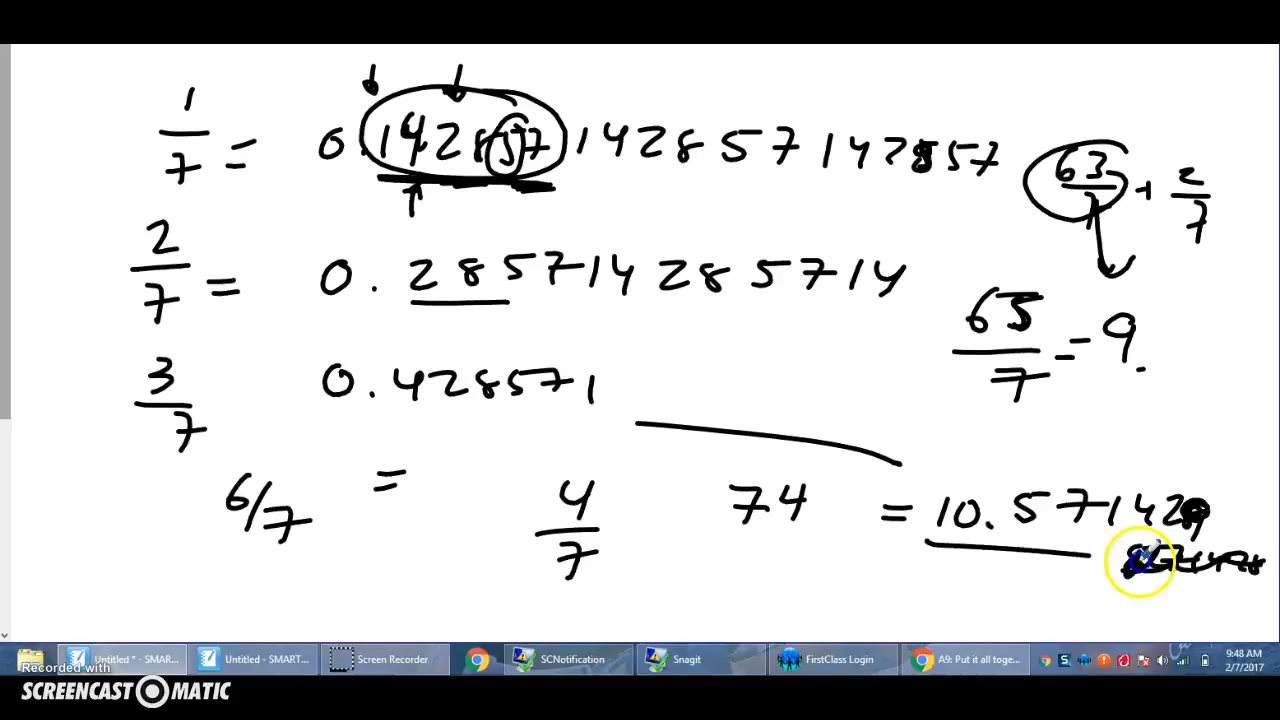 1/7 = 0.142857142857142857
63/7 + 2/7
2/7 = 0.285714285714
65/7 = 9.
3/7 0.428571
6/7 = 4/7 74 = 10.571429
Untitled * - SMAR...
Untitled - SMART...
Screen Recorder
SCNotification
Snagit
FirstClass Login
A9: Put it all toge...
9:48 AM
2/7/2017
Recorded with
SCREENCAST MATIC